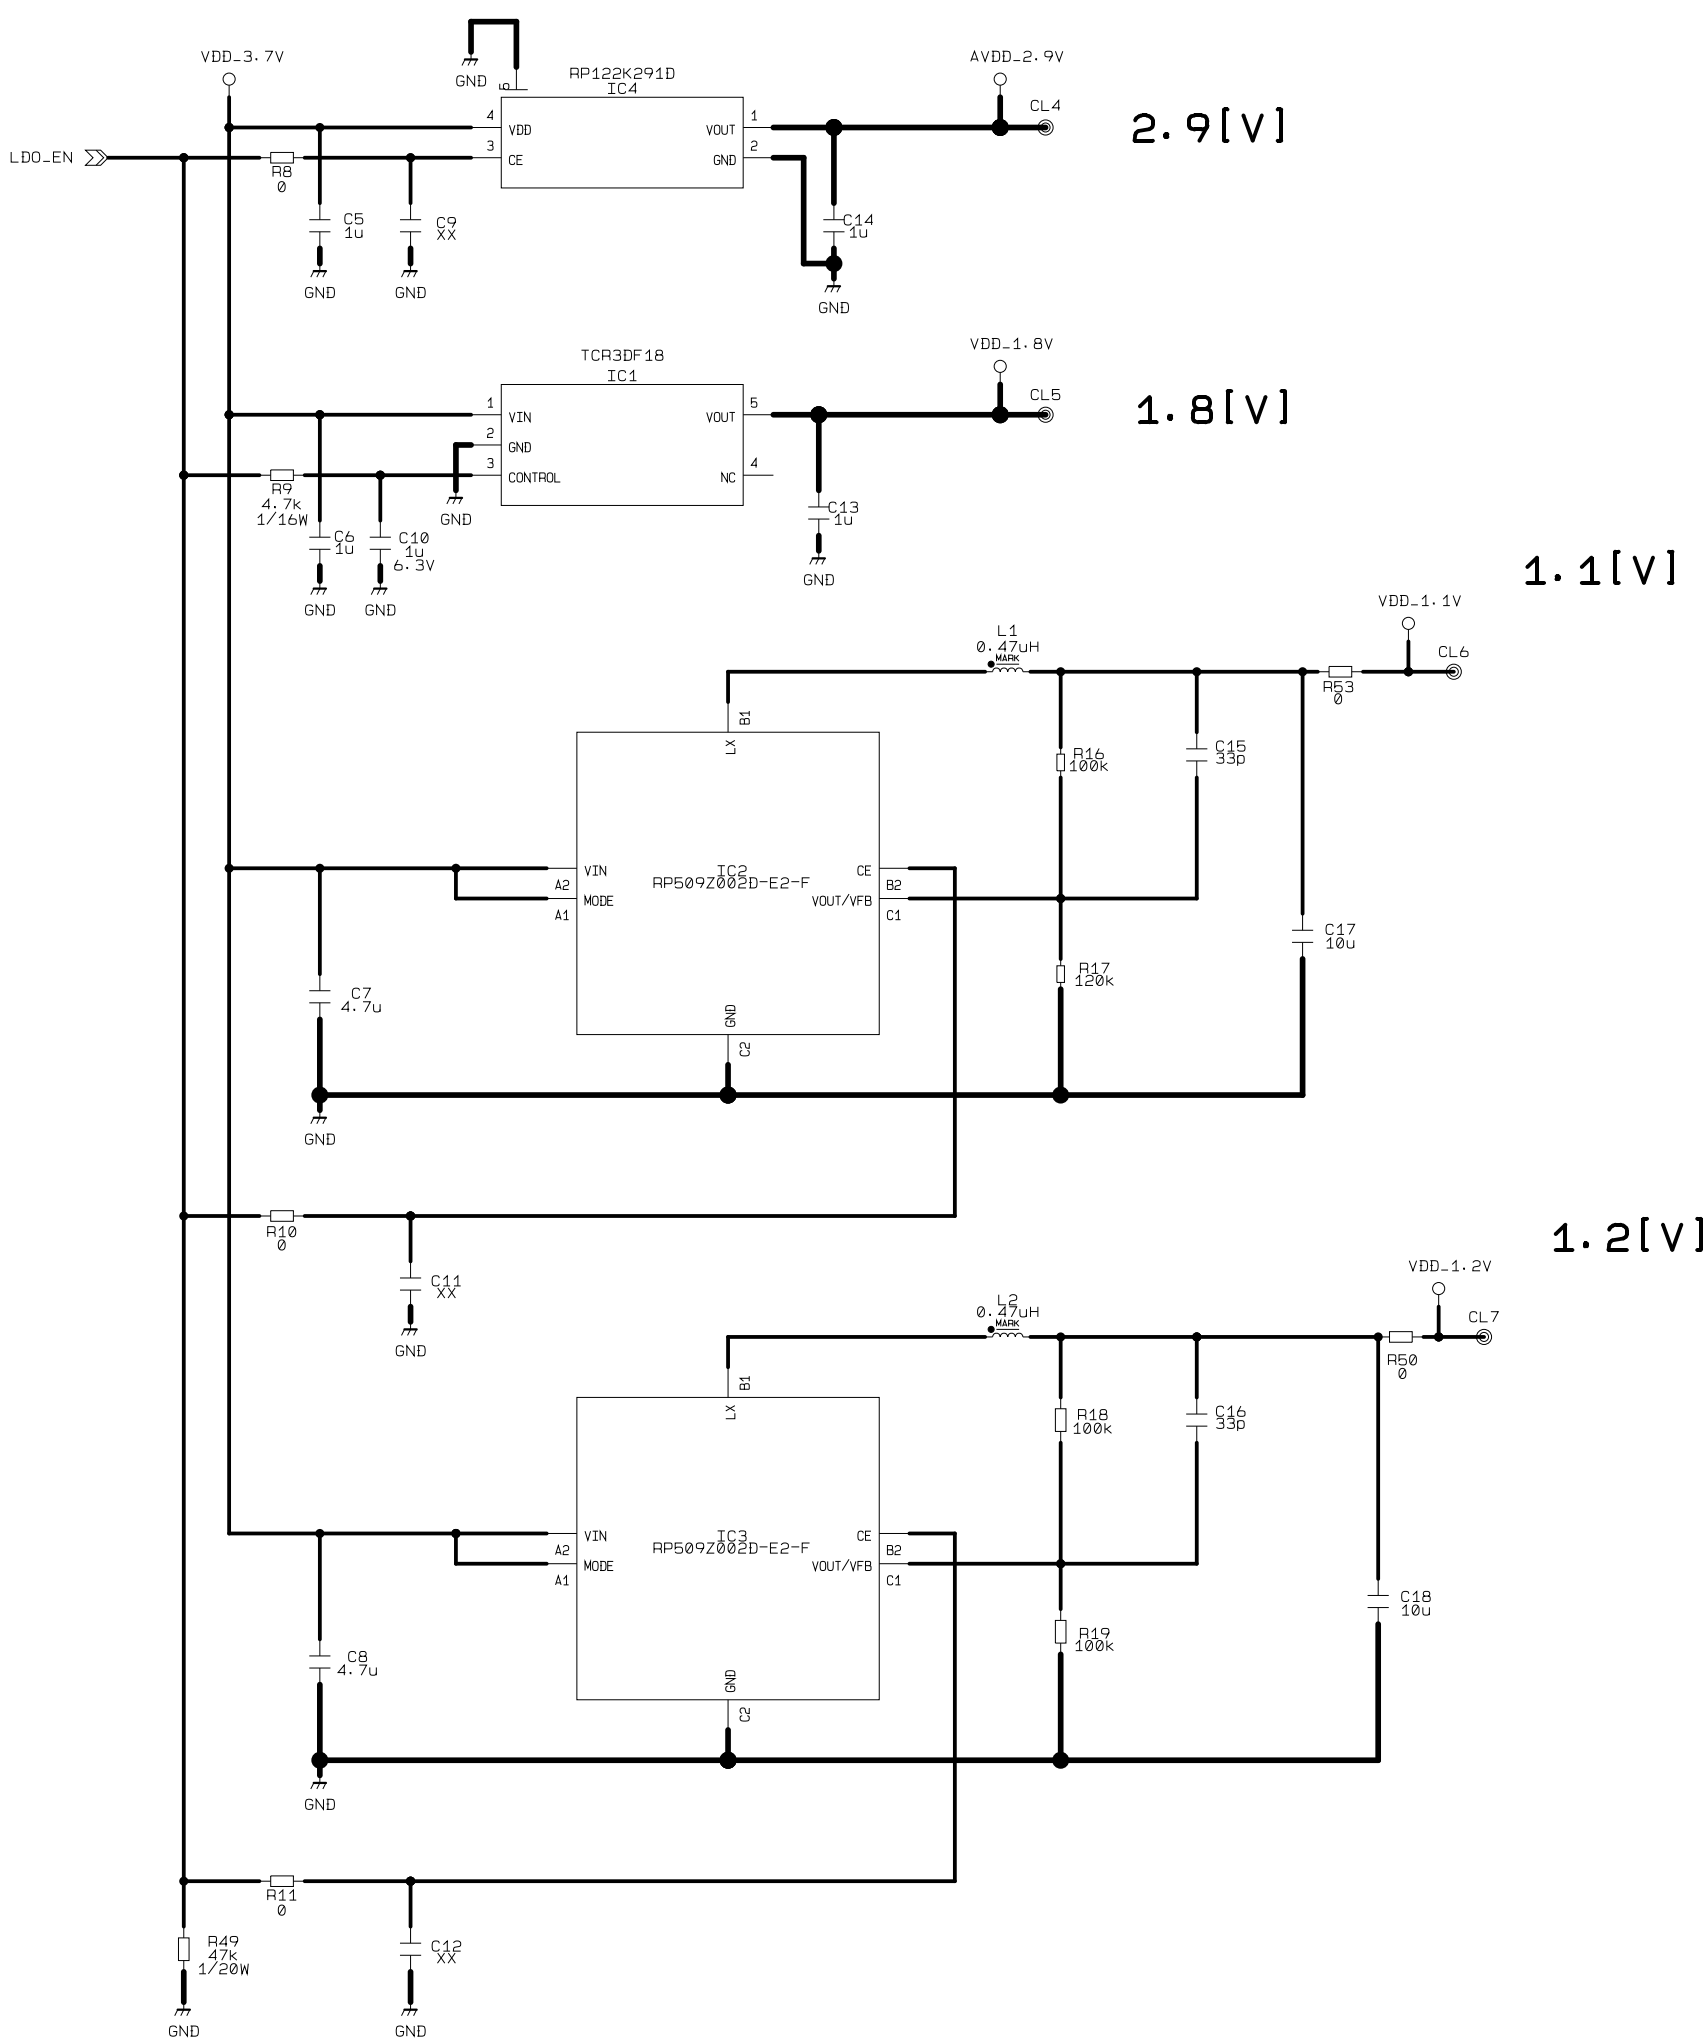 VDD_3.7V
GND
5
RP122K291D
IC4
4
VDD
3
CE
VOUT
1
GND
2
AVDD_2.9V
CL4
2.9[V]
LDO_EN
R8
0
C5
1u
C9
XX
C14
1u
GND
GND
GND
TCR3DF18
IC1
1
VIN
2
GND
3
CONTROL
VOUT
5
NC
4
VDD_1.8V
CL5
1.8[V]
R9
4.7k
1/16W
GND
C6
1u
C10
1u
6.3V
C13
1u
GND
GND
GND
1.1[V]
VDD_1.1V
CL6
L1
0.47uH
MARK
R53
0
B1
LX
R16
100k
C15
33p
IC2
RP509Z002D-E2-F
VIN
A2
MODE
A1
CE
B2
VOUT/VFB
C1
C17
10u
R17
120k
C7
4.7u
GND
C2
GND
R10
0
C11
XX
GND
1.2[V]
VDD_1.2V
CL7
L2
0.47uH
MARK
R50
0
B1
LX
R18
100k
C16
33p
IC3
RP509Z002D-E2-F
VIN
A2
MODE
A1
CE
B2
VOUT/VFB
C1
C18
10u
R19
100k
C8
4.7u
GND
C2
GND
R11
0
R49
47k
1/20W
C12
XX
GND
GND